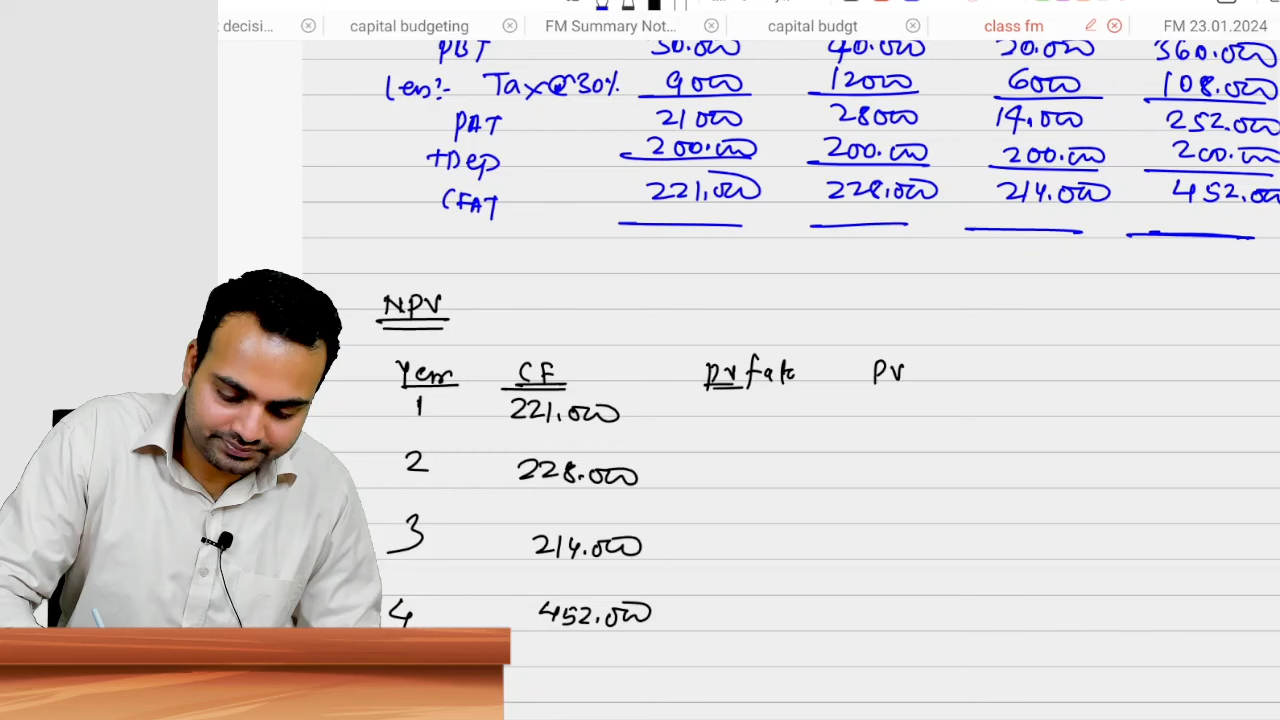 t decisi... capital budgeting FM Summary Not... capital budgt class fm FM 23.01.2024
PBT 30.000 40.000 20.000 360.000
Less:- Tax@30% 9000 12000 6000 108.000
PAT 21000 28000 14.000 252.000
+Dep 200.000 200.000 200.000 200.000
CFAT 221.000 228.000 214.000 452.000
NPV
Year CF PV fatc PV
1 221.000
2 228.000
3 214.000
4 452.000